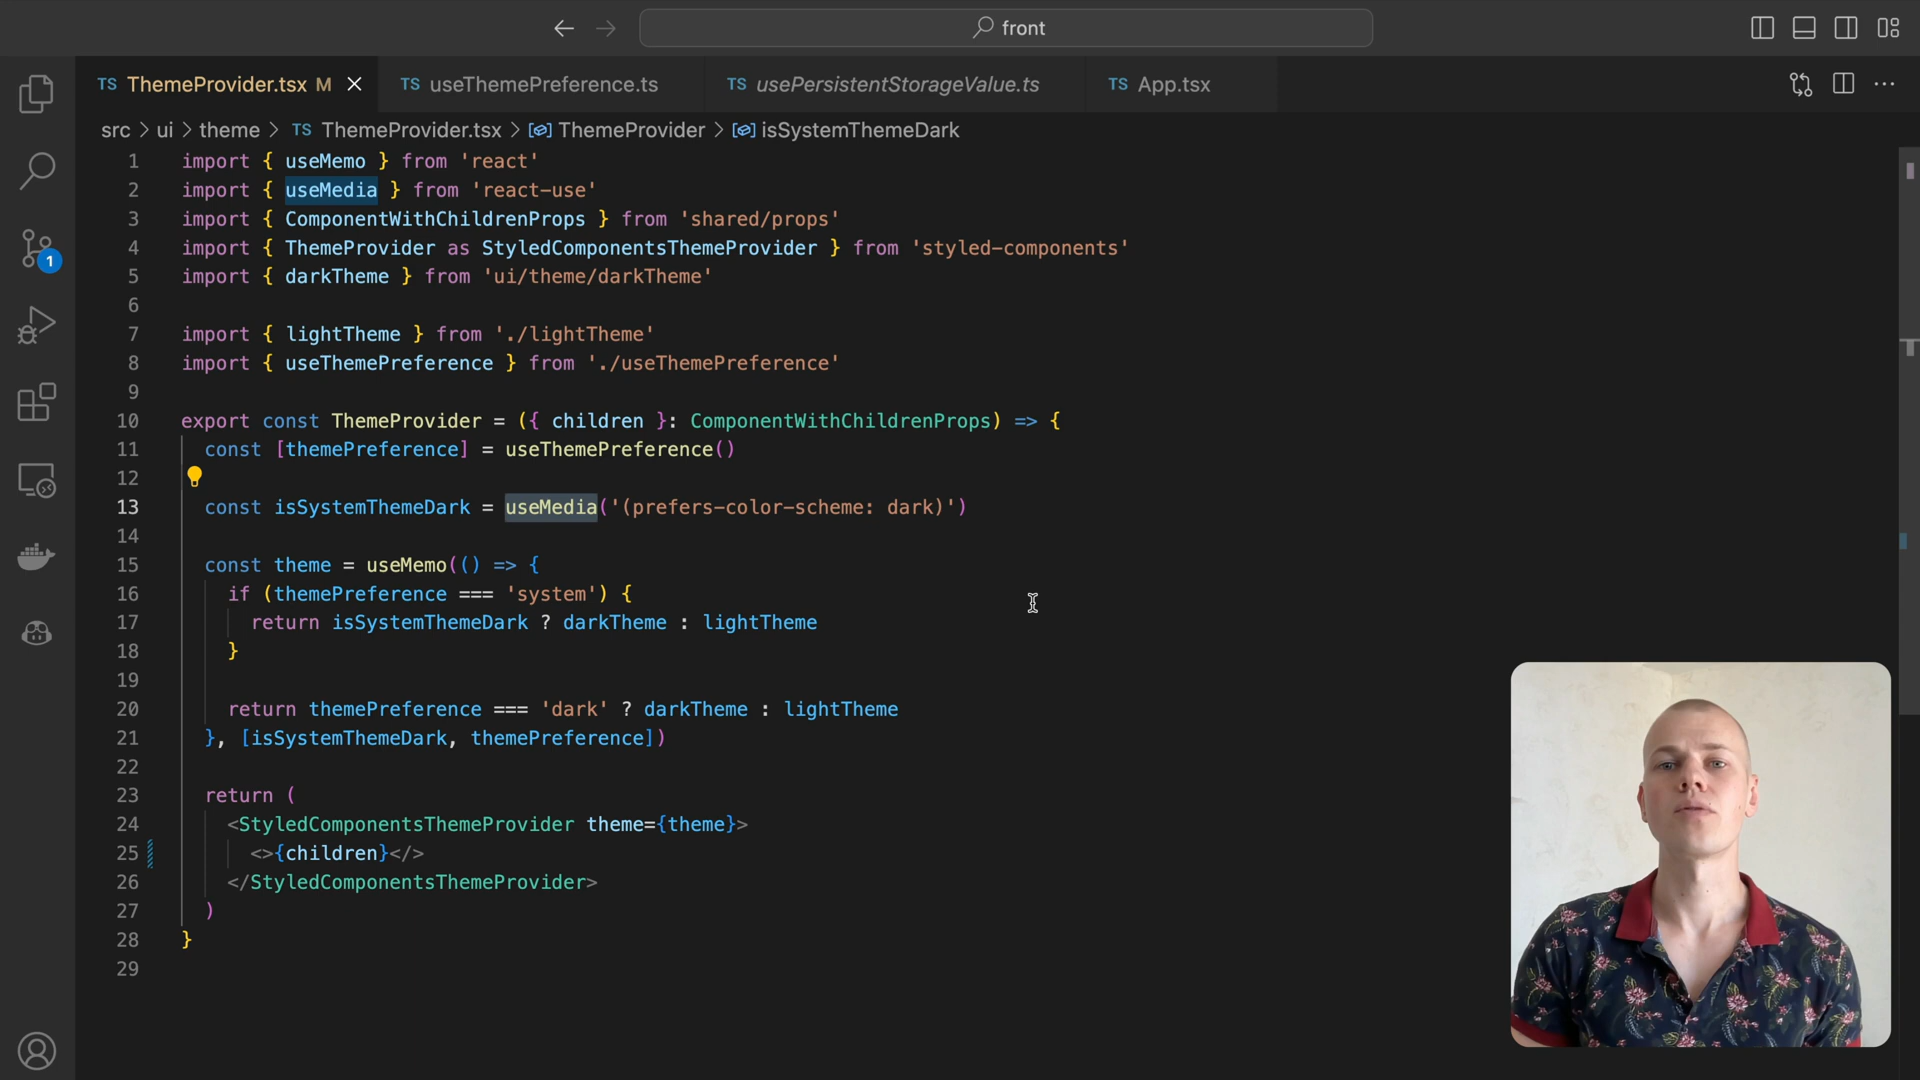 front
TS ThemeProvider.tsx M
TS useThemePreference.ts
TS usePersistentStorageValue.ts
TS App.tsx
src > ui > theme > TS ThemeProvider.tsx > ThemeProvider > isSystemThemeDark
1 import { useMemo } from 'react'
2 import { useMedia } from 'react-use'
3 import { ComponentWithChildrenProps } from 'shared/props'
4 import { ThemeProvider as StyledComponentsThemeProvider } from 'styled-components'
5 import { darkTheme } from 'ui/theme/darkTheme'
6
7 import { lightTheme } from './lightTheme'
8 import { useThemePreference } from './useThemePreference'
9
10 export const ThemeProvider = ({ children }: ComponentWithChildrenProps) => {
11 const [themePreference] = useThemePreference()
12
13 const isSystemThemeDark = useMedia('(prefers-color-scheme: dark)')
14
15 const theme = useMemo(() => {
16 if (themePreference === 'system') {
17 return isSystemThemeDark ? darkTheme : lightTheme
18 }
19
20 return themePreference === 'dark' ? darkTheme : lightTheme
21 }, [isSystemThemeDark, themePreference])
22
23 return (
24 <StyledComponentsThemeProvider theme={theme}>
25 <>{children}</>
26 </StyledComponentsThemeProvider>
27 )
28 }
29
1